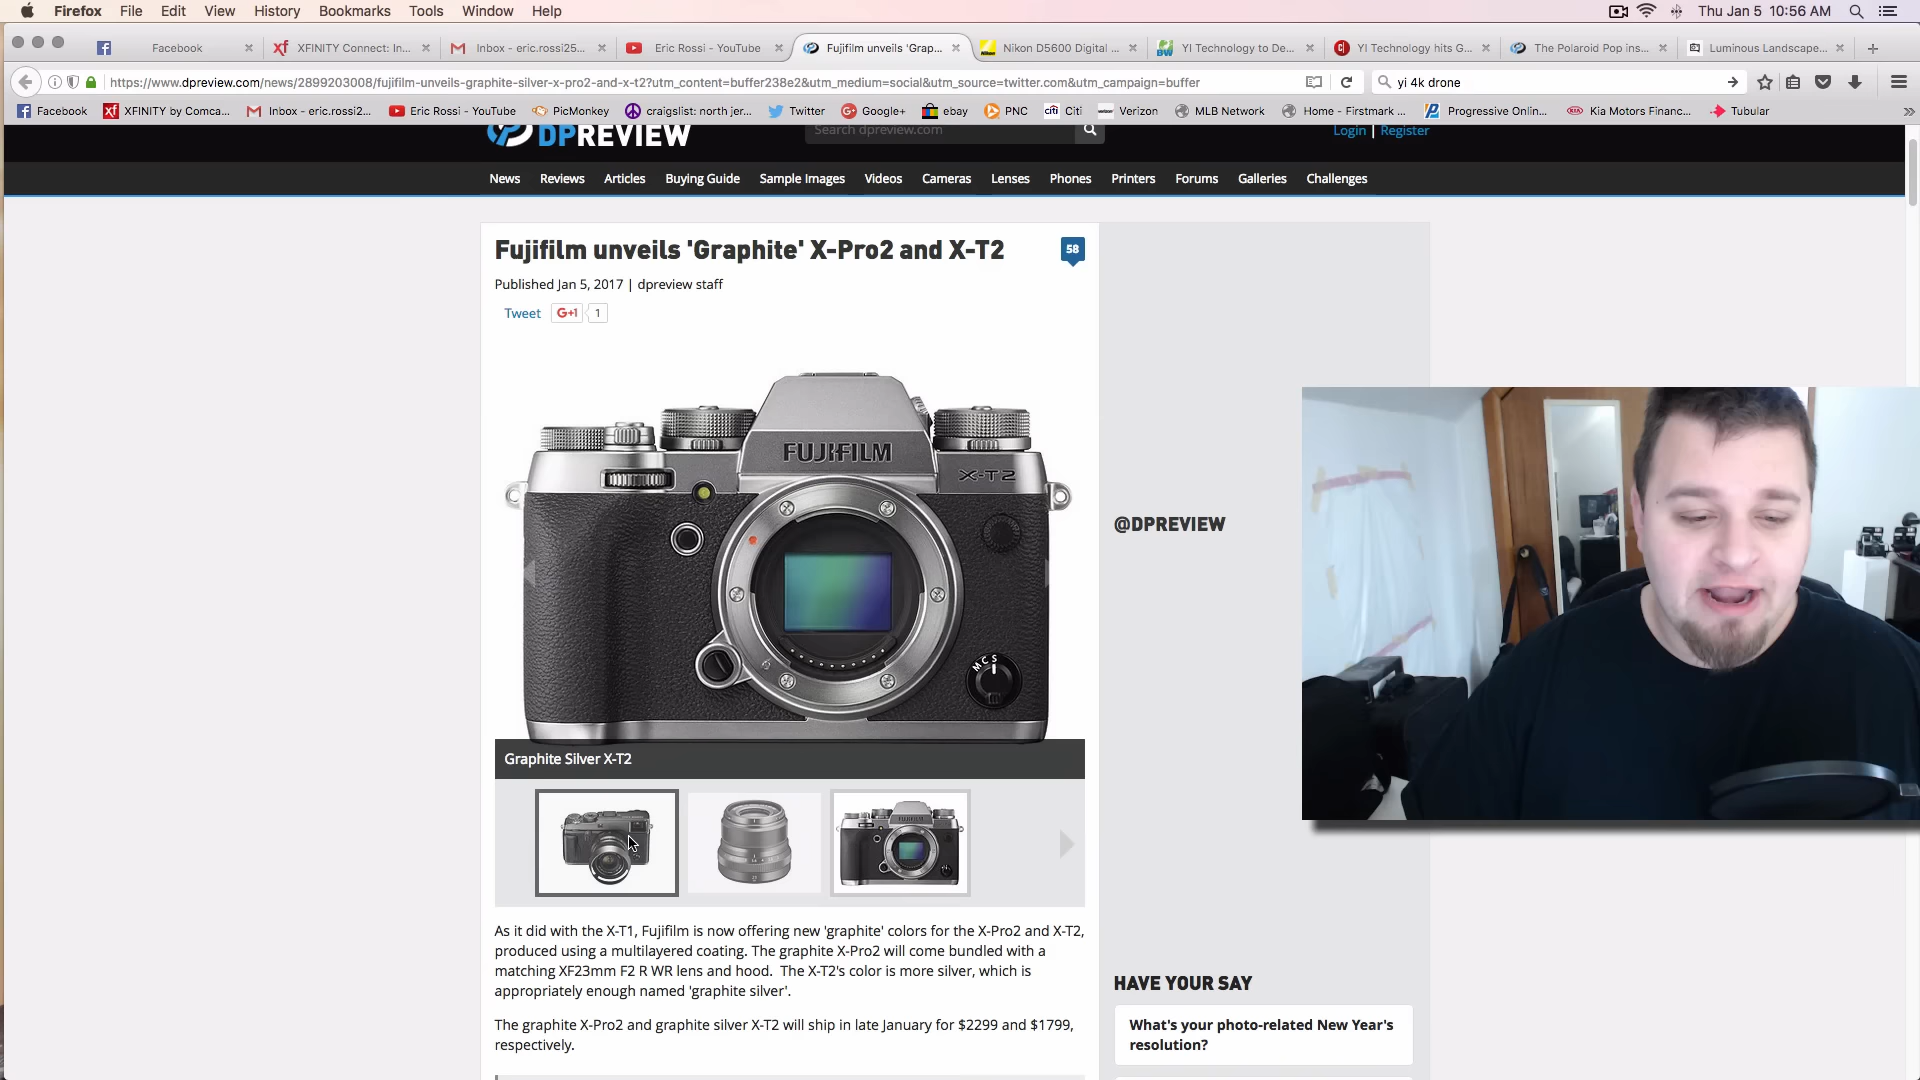 Firefox File Edit View History Bookmarks Tools Window Help
Thu Jan 5 10:56 AM
Facebook
XFINITY Connect: In...
Inbox - eric.rossi25...
Eric Rossi - YouTube
Fujifilm unveils 'Grap...
Nikon D5600 Digital ...
YI Technology to De...
YI Technology hits G...
The Polaroid Pop ins...
Luminous Landscape...
https://www.dpreview.com/news/2899203008/fujifilm-unveils-graphite-silver-x-pro2-and-x-t2?utm_content=buffer238e2&utm_medium=social&utm_source=twitter.com&utm_campaign=buffer
yi 4k drone
Facebook
XFINITY by Comca...
Inbox - eric.rossi2...
Eric Rossi - YouTube
PicMonkey
craigslist: north jer...
Twitter
Google+
ebay
PNC
Citi
Verizon
MLB Network
Home - Firstmark ...
Progressive Onlin...
Kia Motors Financ...
Tubular
DPREVIEW
Search dpreview.com
Login | Register
News Reviews Articles Buying Guide Sample Images Videos Cameras Lenses Phones Printers Forums Galleries Challenges
Fujifilm unveils 'Graphite' X-Pro2 and X-T2
58
Published Jan 5, 2017 | dpreview staff
Tweet
G+1
1
FUJIFILM
X-T2
M C S
@DPREVIEW
Graphite Silver X-T2
As it did with the X-T1, Fujifilm is now offering new 'graphite' colors for the X-Pro2 and X-T2,
produced using a multilayered coating. The graphite X-Pro2 will come bundled with a
matching XF23mm F2 R WR lens and hood. The X-T2's color is more silver, which is
appropriately enough named 'graphite silver'.
The graphite X-Pro2 and graphite silver X-T2 will ship in late January for $2299 and $1799,
respectively.
HAVE YOUR SAY
What's your photo-related New Year's
resolution?